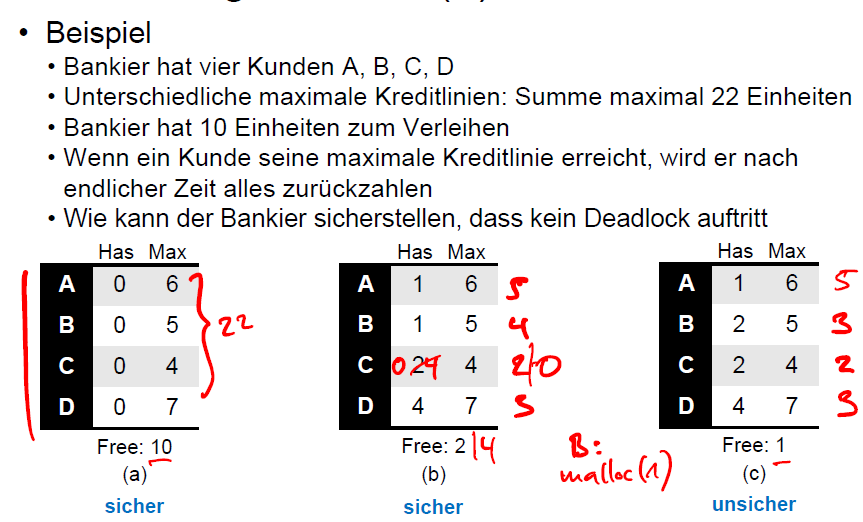 • Beispiel
• Bankier hat vier Kunden A, B, C, D
• Unterschiedliche maximale Kreditlinien: Summe maximal 22 Einheiten
• Bankier hat 10 Einheiten zum Verleihen
• Wenn ein Kunde seine maximale Kreditlinie erreicht, wird er nach
endlicher Zeit alles zurückzahlen
• Wie kann der Bankier sicherstellen, dass kein Deadlock auftritt
Has Max
A 0 6
B 0 5
C 0 4
D 0 7
22
Free: 10
(a)
sicher
Has Max
A 1 6 5
B 1 5 4
C 0 2 4 4 2/0
D 4 7 3
Free: 2 |4
(b)
sicher
B:
malloc(1)
Has Max
A 1 6 5
B 2 5 3
C 2 4 2
D 4 7 3
Free: 1
(c)
unsicher